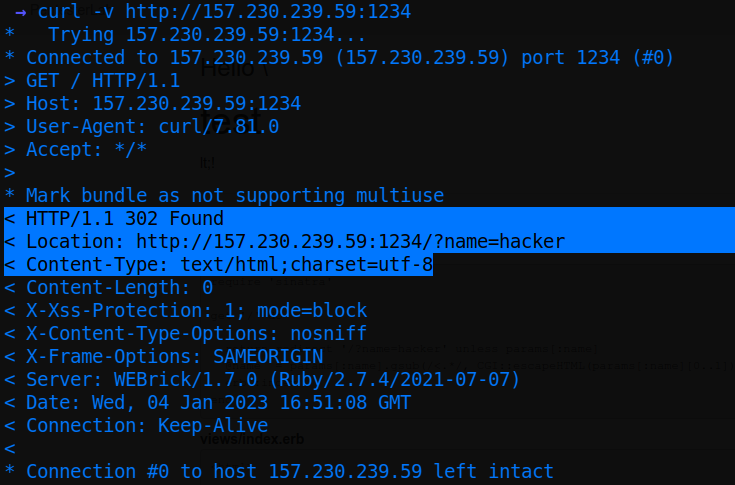 → curl -v http://157.230.239.59:1234
*   Trying 157.230.239.59:1234...
* Connected to 157.230.239.59 (157.230.239.59) port 1234 (#0)
> GET / HTTP/1.1
> Host: 157.230.239.59:1234
> User-Agent: curl/7.81.0
> Accept: */*
>
* Mark bundle as not supporting multiuse
< HTTP/1.1 302 Found
< Location: http://157.230.239.59:1234/?name=hacker
< Content-Type: text/html;charset=utf-8
< Content-Length: 0
< X-Xss-Protection: 1; mode=block
< X-Content-Type-Options: nosniff
< X-Frame-Options: SAMEORIGIN
< Server: WEBrick/1.7.0 (Ruby/2.7.4/2021-07-07)
< Date: Wed, 04 Jan 2023 16:51:08 GMT
< Connection: Keep-Alive
views/index.erb
<
* Connection #0 to host 157.230.239.59 left intact